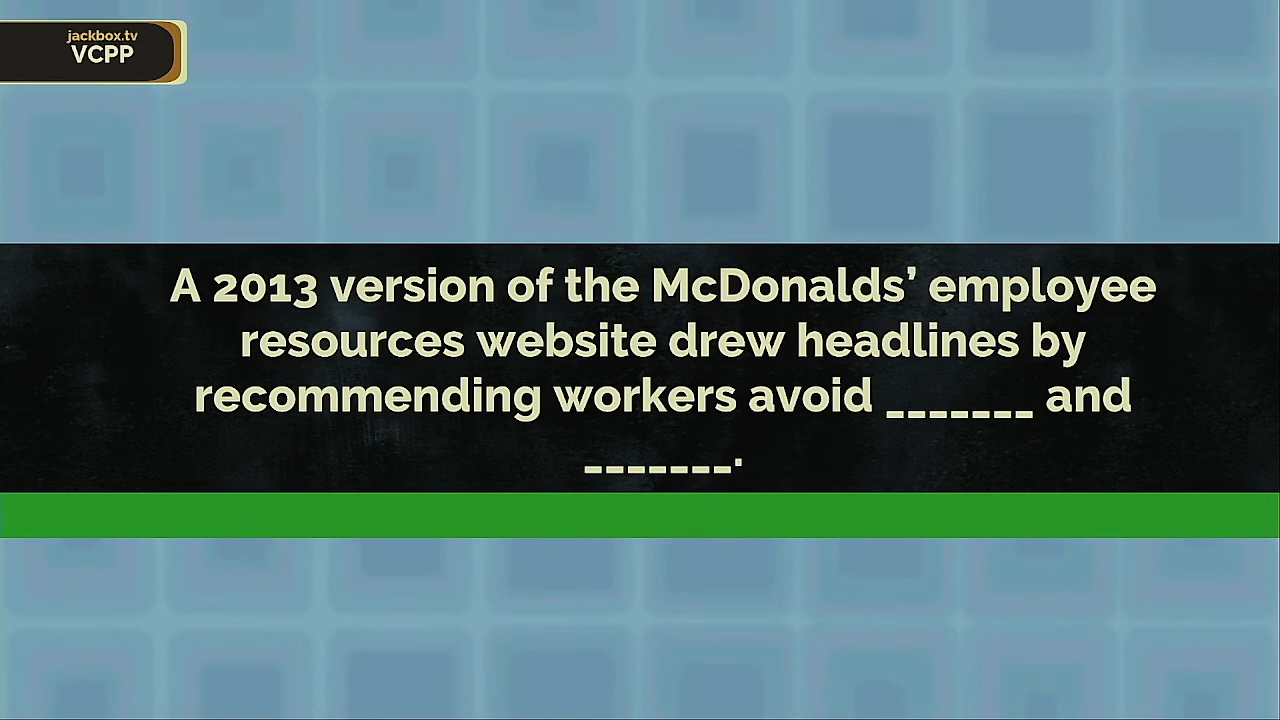 jackbox.tv
VCPP
A 2013 version of the McDonalds’ employee
resources website drew headlines by
recommending workers avoid _______ and
_______.